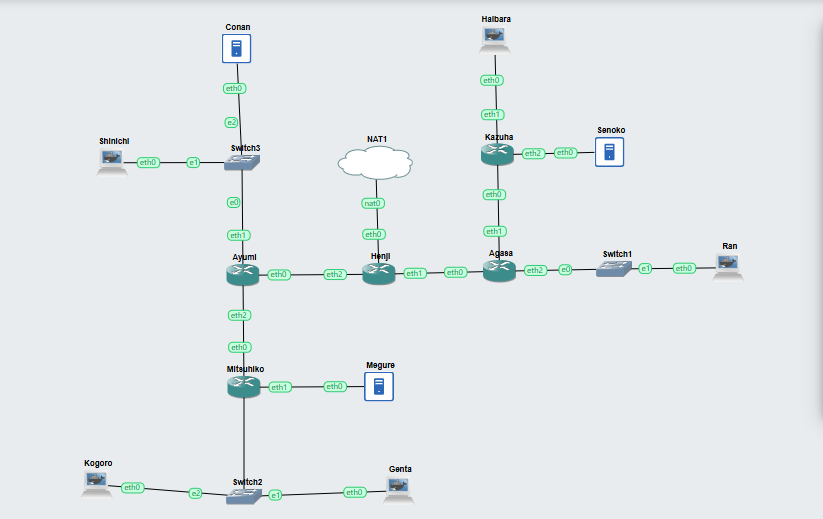 Conan
Haibara
eth0
e2
eth0
eth1
Shinichi
eth0
e1
Switch3
NAT1
nat0
eth0
Kazuha
eth2
eth0
Sonoko
e0
eth1
eth0
eth1
Ayumi
eth0
eth2
Henji
eth1
eth0
Agasa
eth2
e0
Switch1
e1
eth0
Ran
eth2
eth0
Mitsuhiko
eth1
eth0
Megure
Kogoro
eth0
e2
Switch2
e1
eth0
Genta